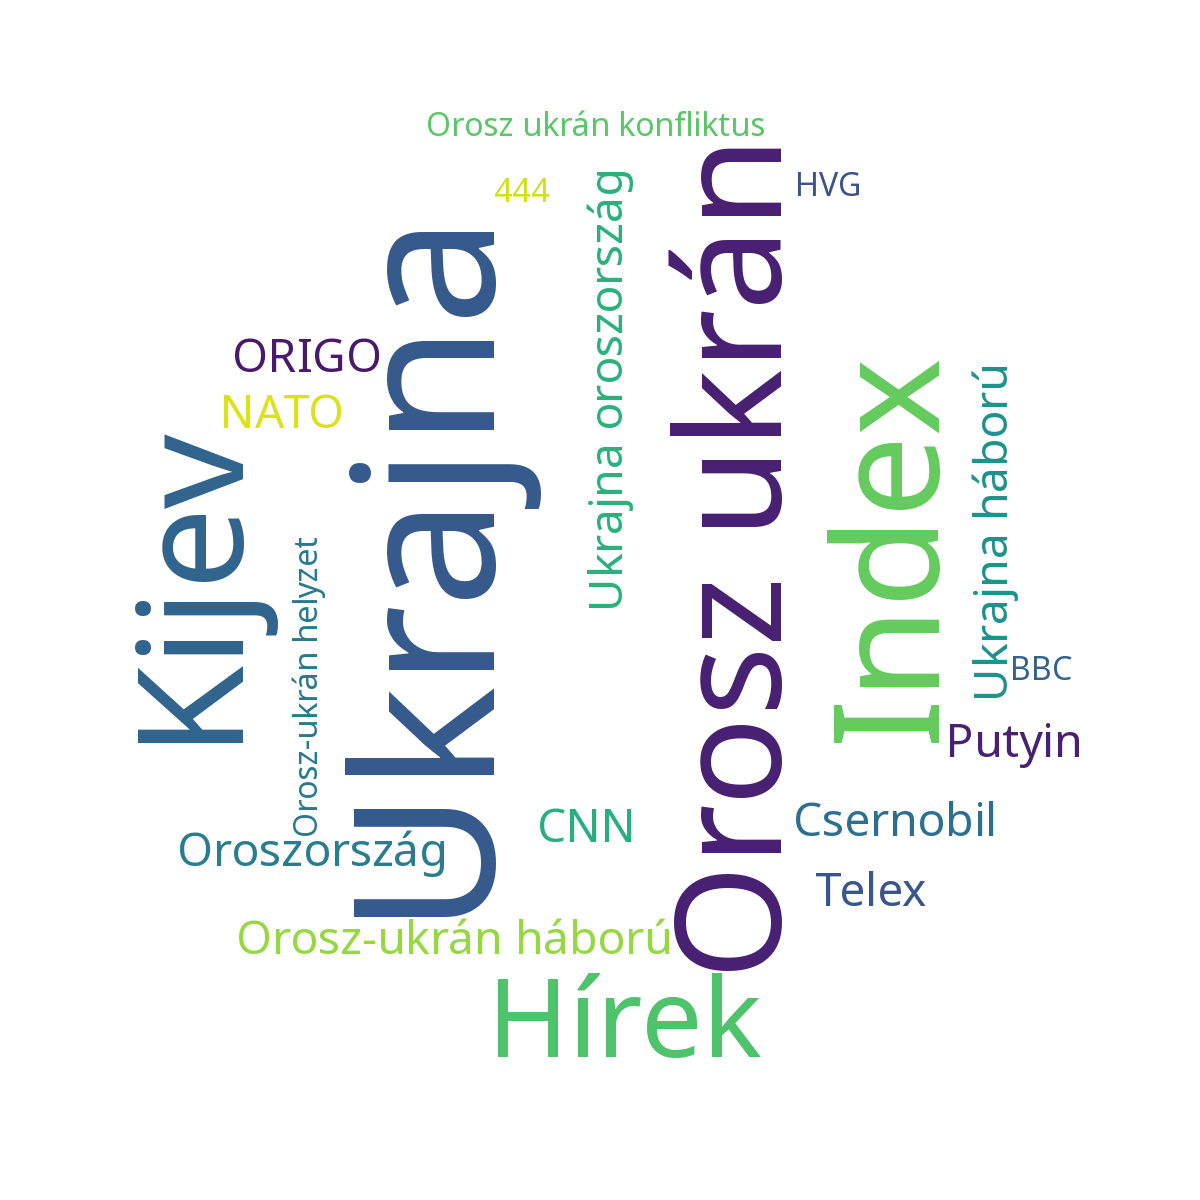 Orosz ukrán konfliktus
444
HVG
Ukrajna oroszország
Orosz ukrán
Ukrajna
ORIGO
NATO
Kijev
Index
Ukrajna háború
Orosz-ukrán helyzet
BBC
Putyin
CNN
Csernobil
Oroszország
Telex
Orosz-ukrán háború
Hírek